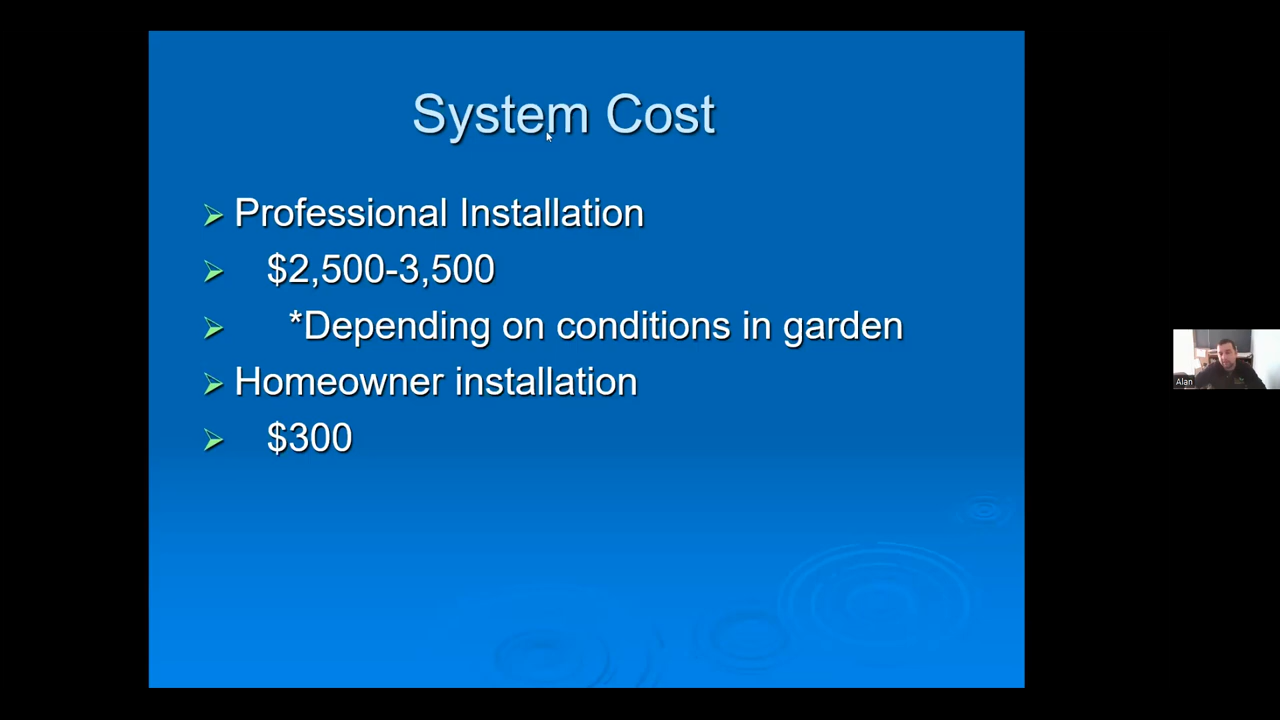 System Cost
Professional Installation
$2,500-3,500
*Depending on conditions in garden
Homeowner installation
$300
Alan